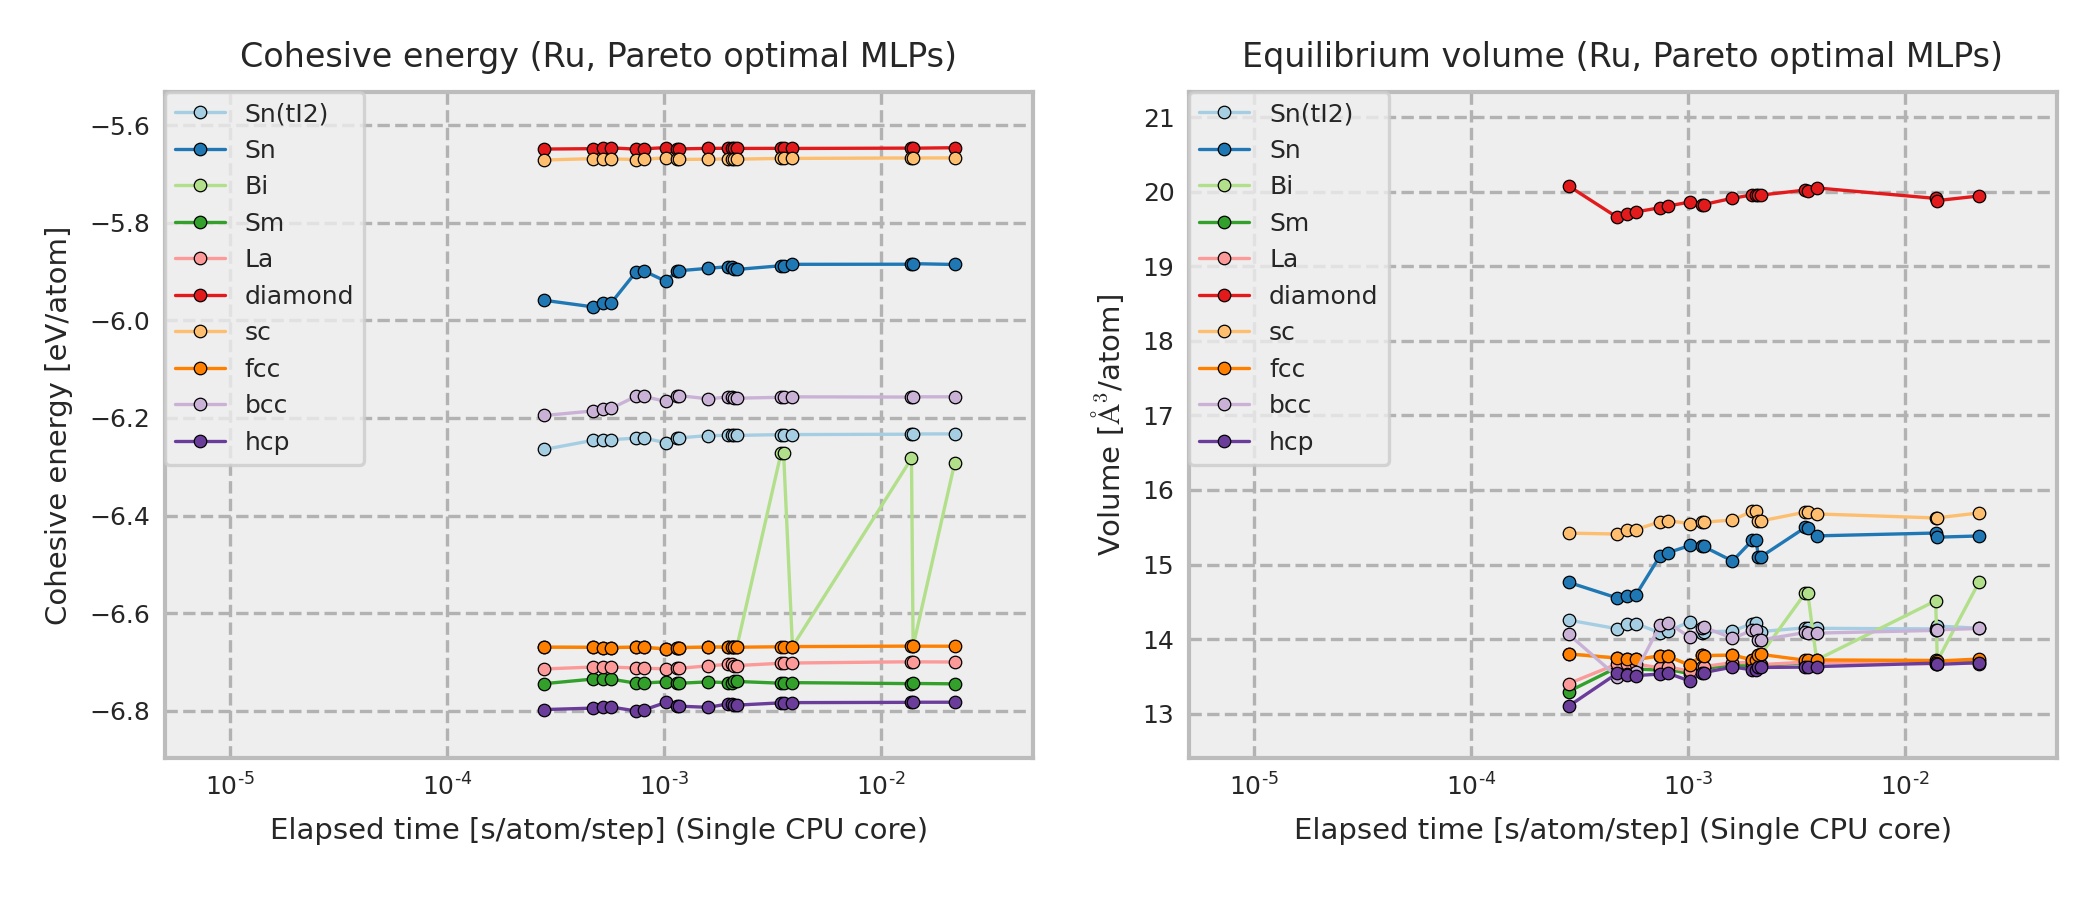 Cohesive energy (Ru, Pareto optimal MLPs)
Cohesive energy [eV/atom]
−5.6
−5.8
−6.0
−6.2
−6.4
−6.6
−6.8
Sn(tI2)
Sn
Bi
Sm
La
diamond
sc
fcc
bcc
hcp
10⁻⁵
10⁻⁴
10⁻³
10⁻²
Elapsed time [s/atom/step] (Single CPU core)
Equilibrium volume (Ru, Pareto optimal MLPs)
Volume [Å³/atom]
21
20
19
18
17
16
15
14
13
Sn(tI2)
Sn
Bi
Sm
La
diamond
sc
fcc
bcc
hcp
10⁻⁵
10⁻⁴
10⁻³
10⁻²
Elapsed time [s/atom/step] (Single CPU core)